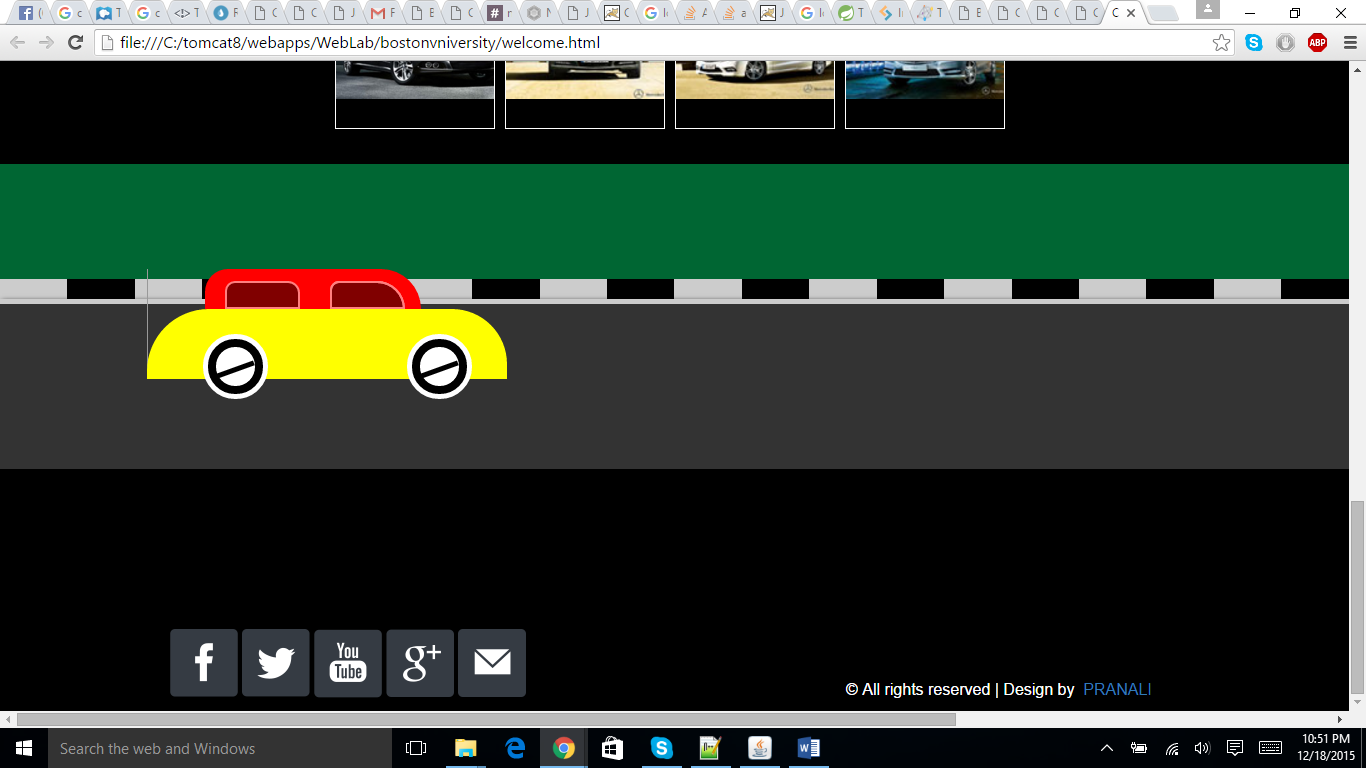 file:///C:/tomcat8/webapps/WebLab/bostonvniversity/welcome.html
ABP
You
Tube
g+
© All rights reserved | Design by PRANALI
Search the web and Windows
10:51 PM
12/18/2015